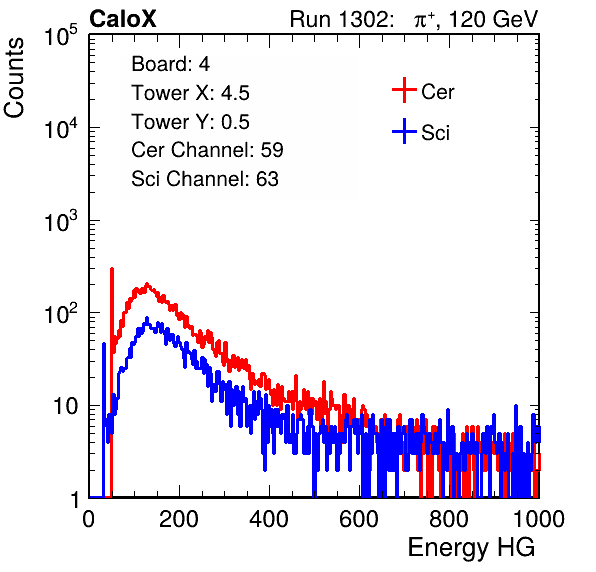 CaloX Run 1302: π⁺, 120 GeV
Board: 4
Tower X: 4.5
Tower Y: 0.5
Cer Channel: 59
Sci Channel: 63
Cer
Sci
Counts
10⁵
10⁴
10³
10²
10
1
0 200 400 600 800 1000
Energy HG